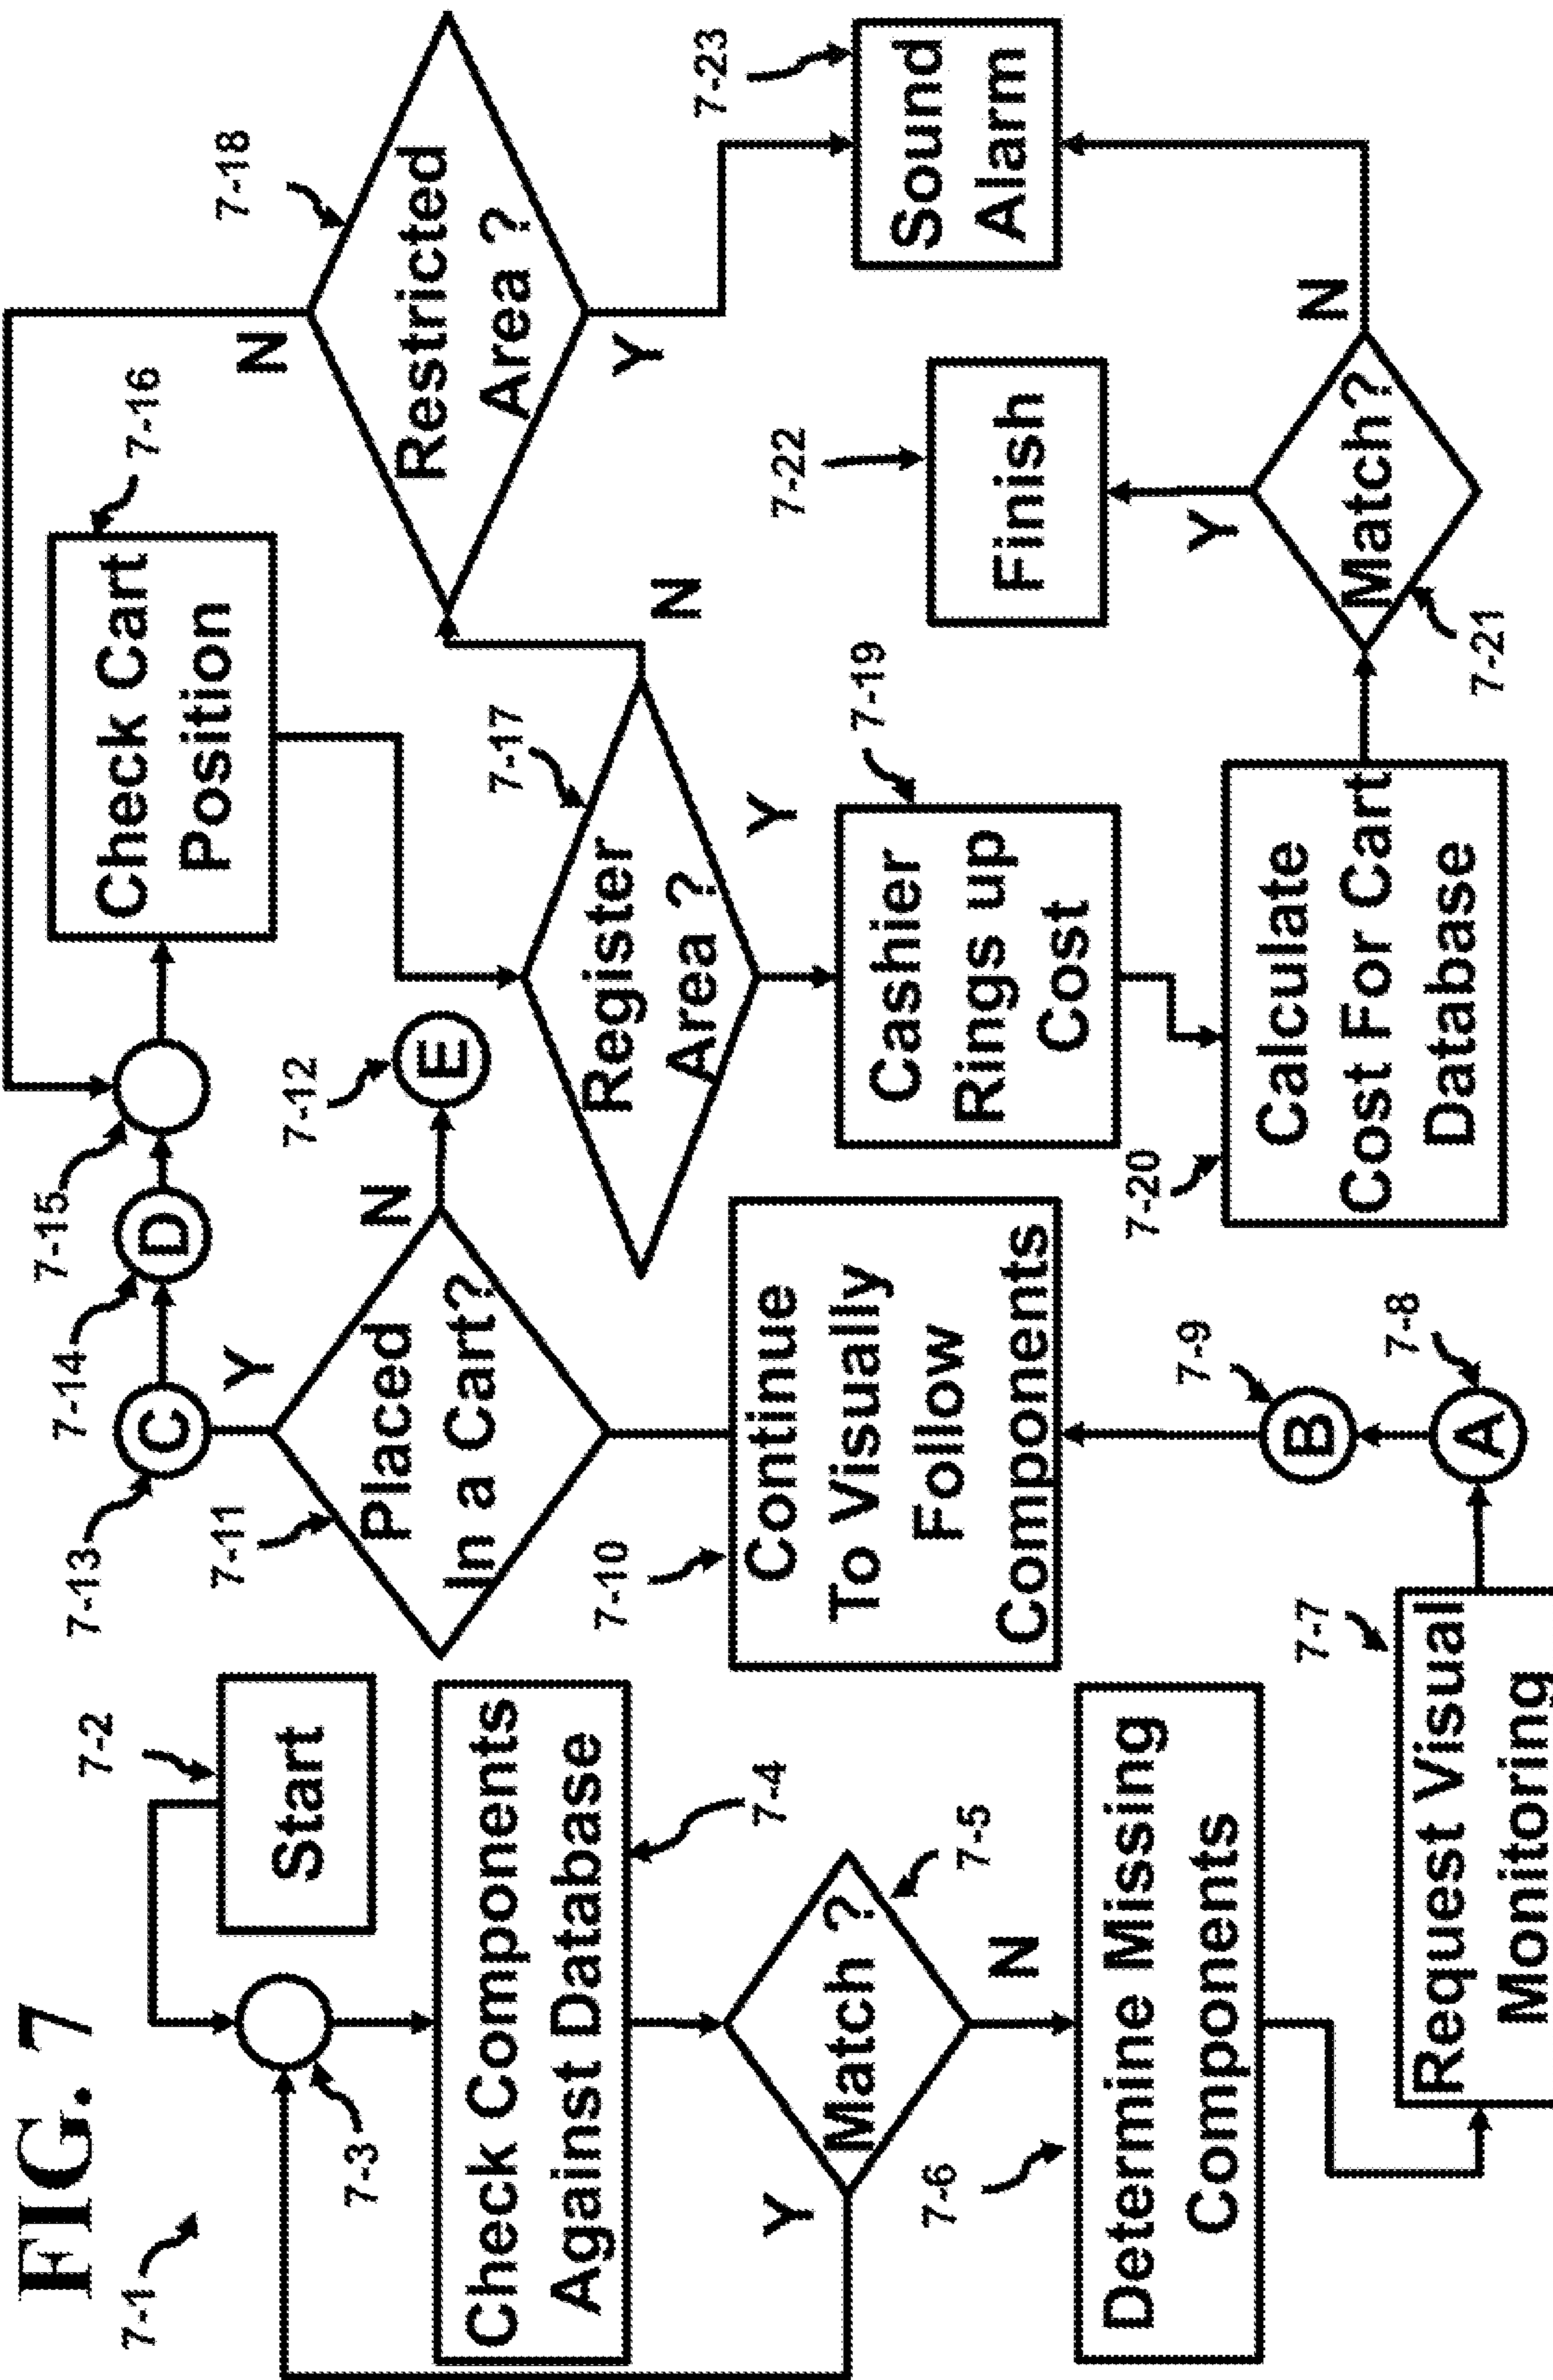 FIG. 7
7-1
7-2
Start
7-3
Check Components
Against Database
7-4
Match ?
7-5
Y
N
7-6
Determine Missing
Components
7-7
Request Visual
Monitoring
7-8
A
7-9
B
7-10
Continue
To Visually
Follow
Components
7-11
Placed
In a Cart?
Y
N
7-12
E
7-13
C
7-14
D
7-15
7-16
Check Cart
Position
7-17
Register
Area ?
N
Y
7-18
Restricted
Area ?
N
Y
7-19
Cashier
Rings up
Cost
7-20
Calculate
Cost For Cart
Database
7-21
Match?
Y
N
7-22
Finish
7-23
Sound
Alarm